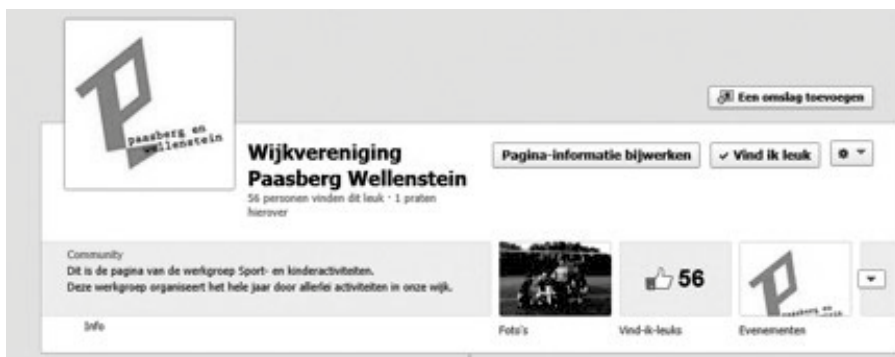 paasberg en
wellenstein
Een omslag toevoegen
Wijkvereniging
Paasberg Wellenstein
Pagina-informatie bijwerken
✓ Vind ik leuk
56 personen vinden dit leuk · 1 praten
hierover
Community
Dit is de pagina van de werkgroep Sport- en kinderactiviteiten.
Deze werkgroep organiseert het hele jaar door allerlei activiteiten in onze wijk.
56
paasberg en
Info
Foto's
Vind-ik-leuks
Evenementen